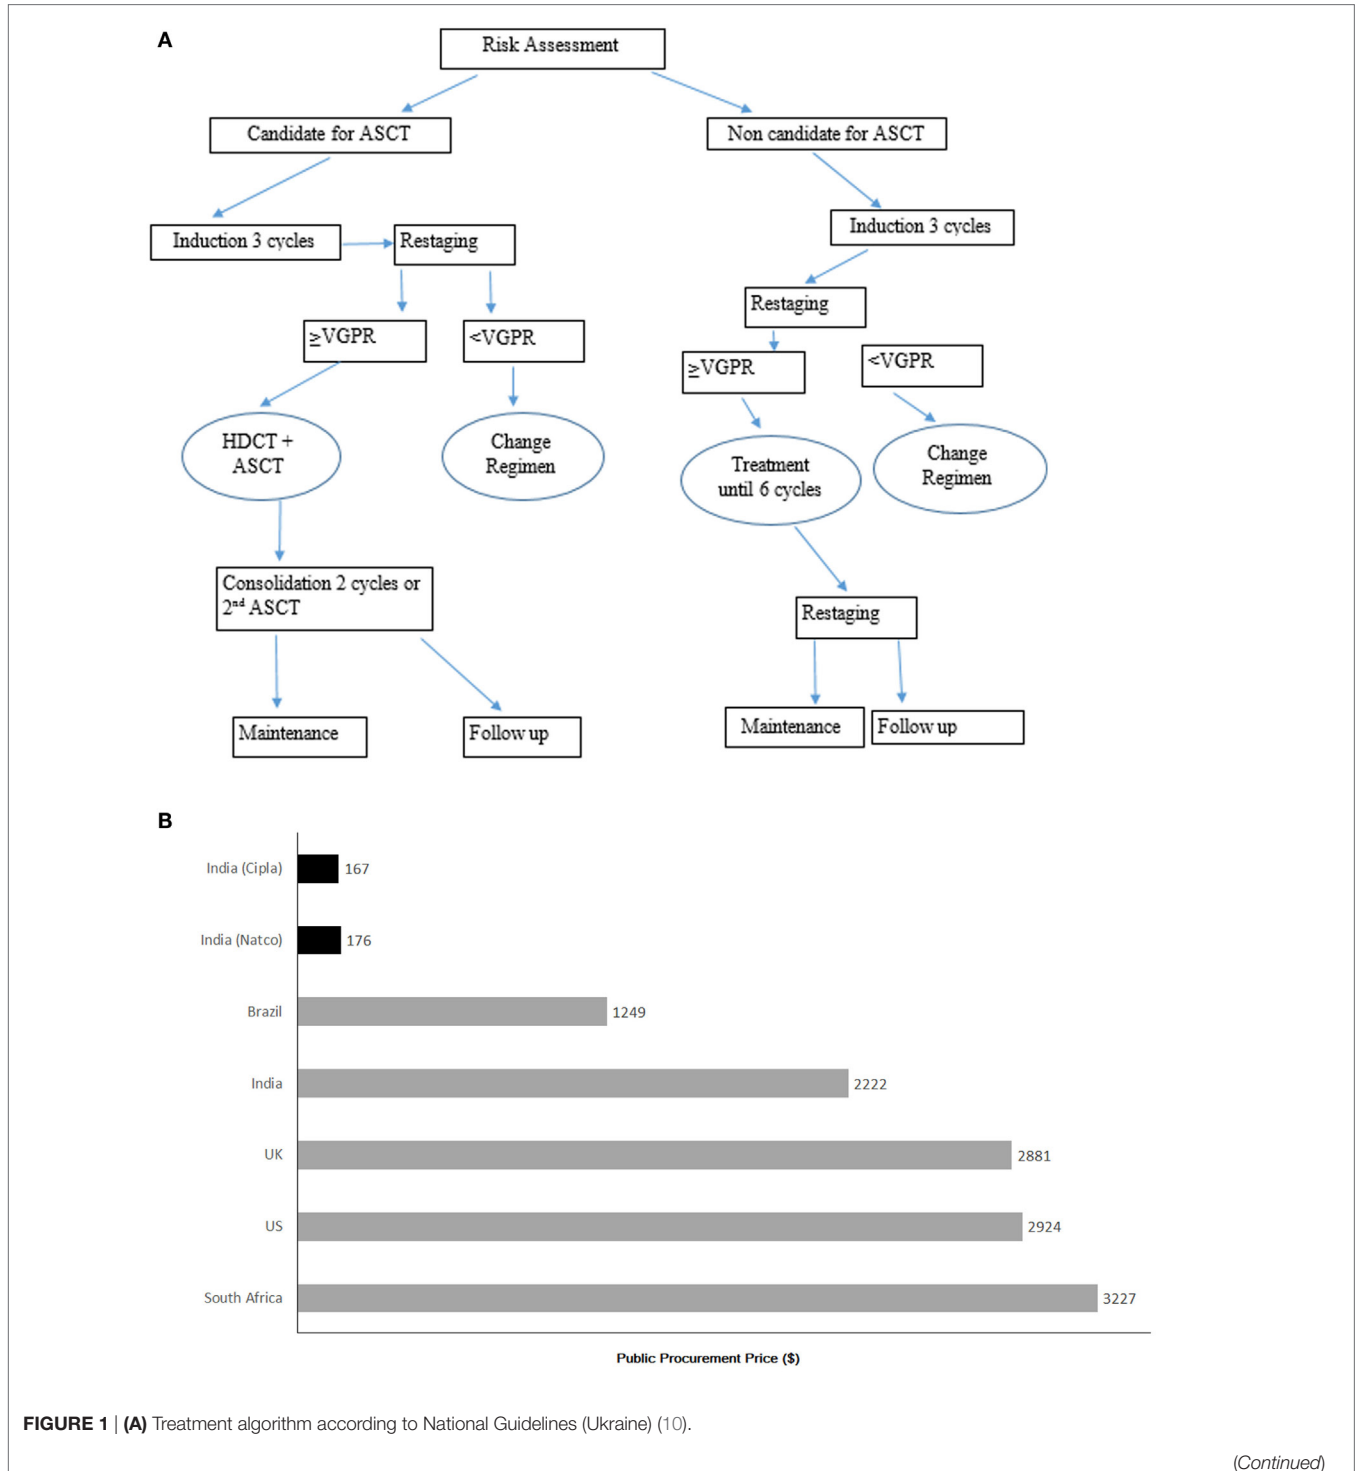 A
Risk Assessment
Candidate for ASCT
Non candidate for ASCT
Induction 3 cycles
Restaging
Induction 3 cycles
Restaging
≥VGPR
<VGPR
≥VGPR
<VGPR
HDCT +
ASCT
Change
Regimen
Treatment
until 6 cycles
Change
Regimen
Consolidation 2 cycles or
2nd ASCT
Restaging
Maintenance
Follow up
Maintenance
Follow up
B
India (Cipla) 167
India (Natco) 176
Brazil 1249
India 2222
UK 2881
US 2924
South Africa 3227
Public Procurement Price ($)
FIGURE 1 | (A) Treatment algorithm according to National Guidelines (Ukraine) (10).
(Continued)